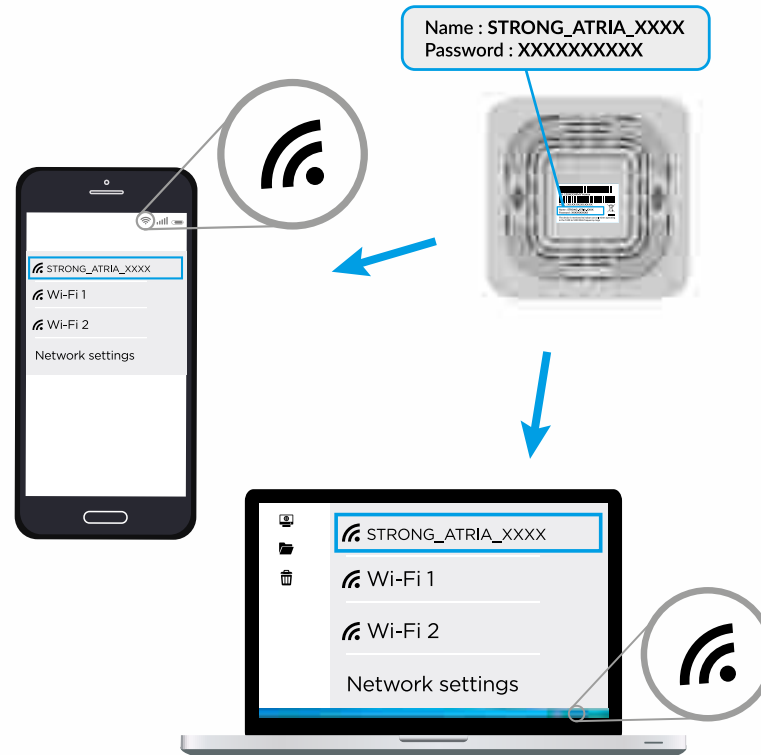 Name : STRONG_ATRIA_XXXX
Password : XXXXXXXXXX
STRONG_ATRIA_XXXX
Wi-Fi 1
Wi-Fi 2
Network settings
STRONG_ATRIA_XXXX
Wi-Fi 1
Wi-Fi 2
Network settings